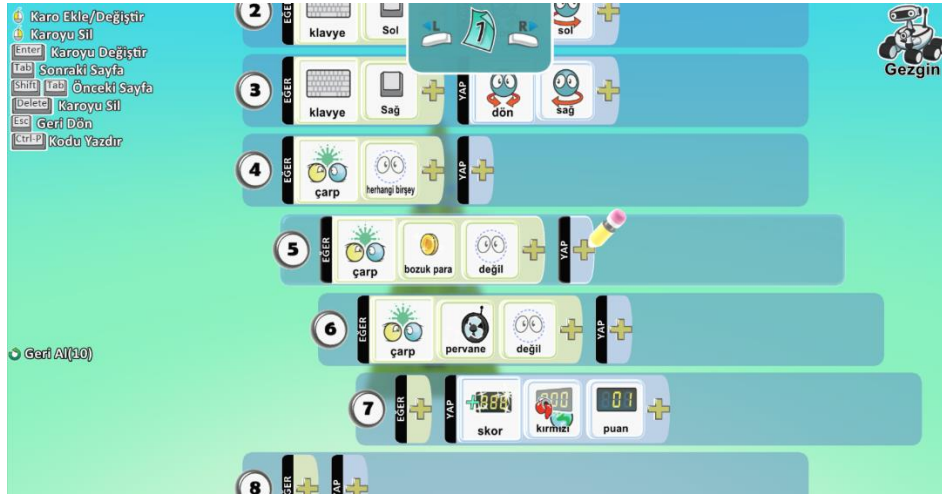 Karo Ekle/Değiştir
Karoyu Sil
Enter Karoyu Değiştir
Tab Sonraki Sayfa
Shift Tab Önceki Sayfa
Delete Karoyu Sil
Esc Geri Dön
Ctrl-P Kodu Yazdır
Geri Al(10)
L 1 R
Gezgin
2 klavye Sol sol
3 EĞER klavye Sağ YAP dön sağ
4 EĞER çarp herhangi birşey YAP
5 EĞER çarp bozuk para değil YAP
6 EĞER çarp pervane değil YAP
7 EĞER YAP skor kırmızı 01 puan
8 EĞER YAP